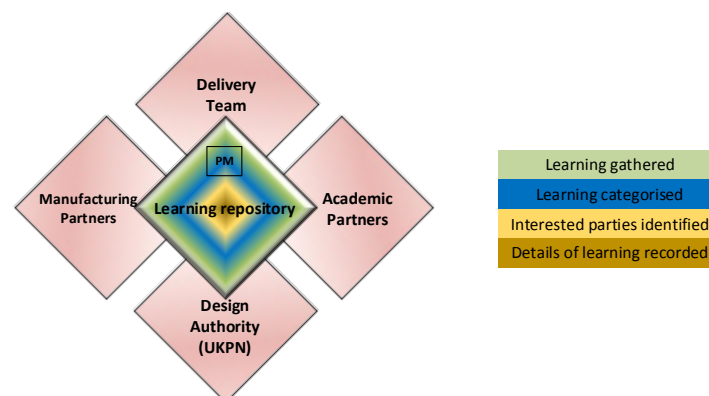 Delivery
Team
PM
Manufacturing
Partners
Learning repository
Academic
Partners
Design
Authority
(UKPN)
Learning gathered
Learning categorised
Interested parties identified
Details of learning recorded